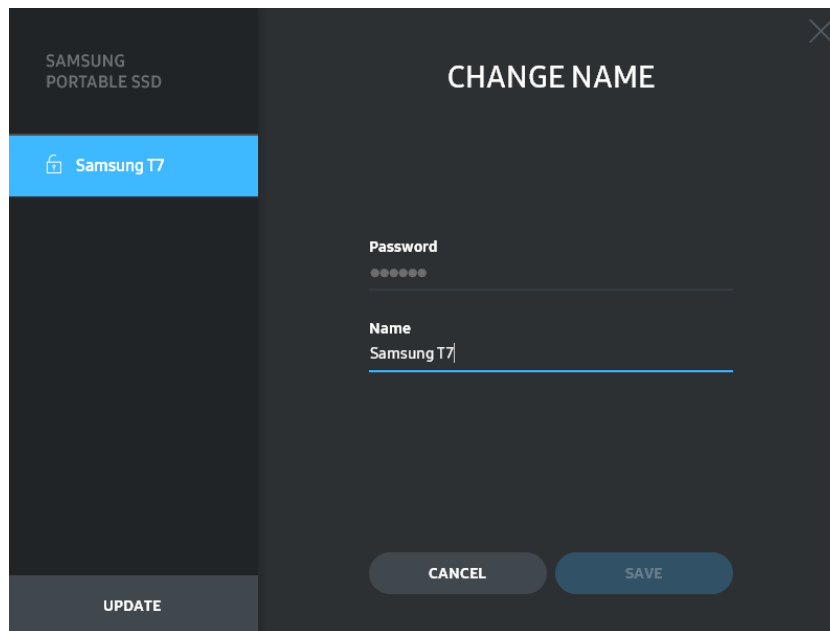 SAMSUNG
PORTABLE SSD
Samsung T7
UPDATE
CHANGE NAME
Password
●●●●●●
Name
Samsung T7
CANCEL
SAVE